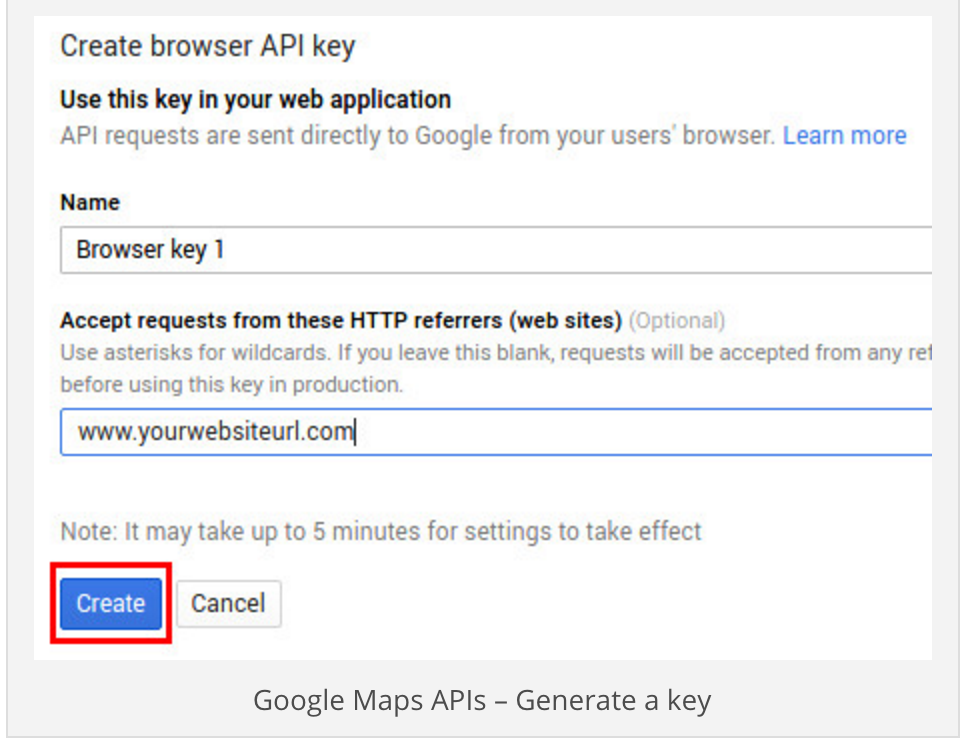 Create browser API key
Use this key in your web application
API requests are sent directly to Google from your users' browser. Learn more
Name
Browser key 1
Accept requests from these HTTP referrers (web sites) (Optional)
Use asterisks for wildcards. If you leave this blank, requests will be accepted from any
before using this key in production.
www.yourwebsiteurl.com
Note: It may take up to 5 minutes for settings to take effect
Create Cancel
Google Maps APIs – Generate a key